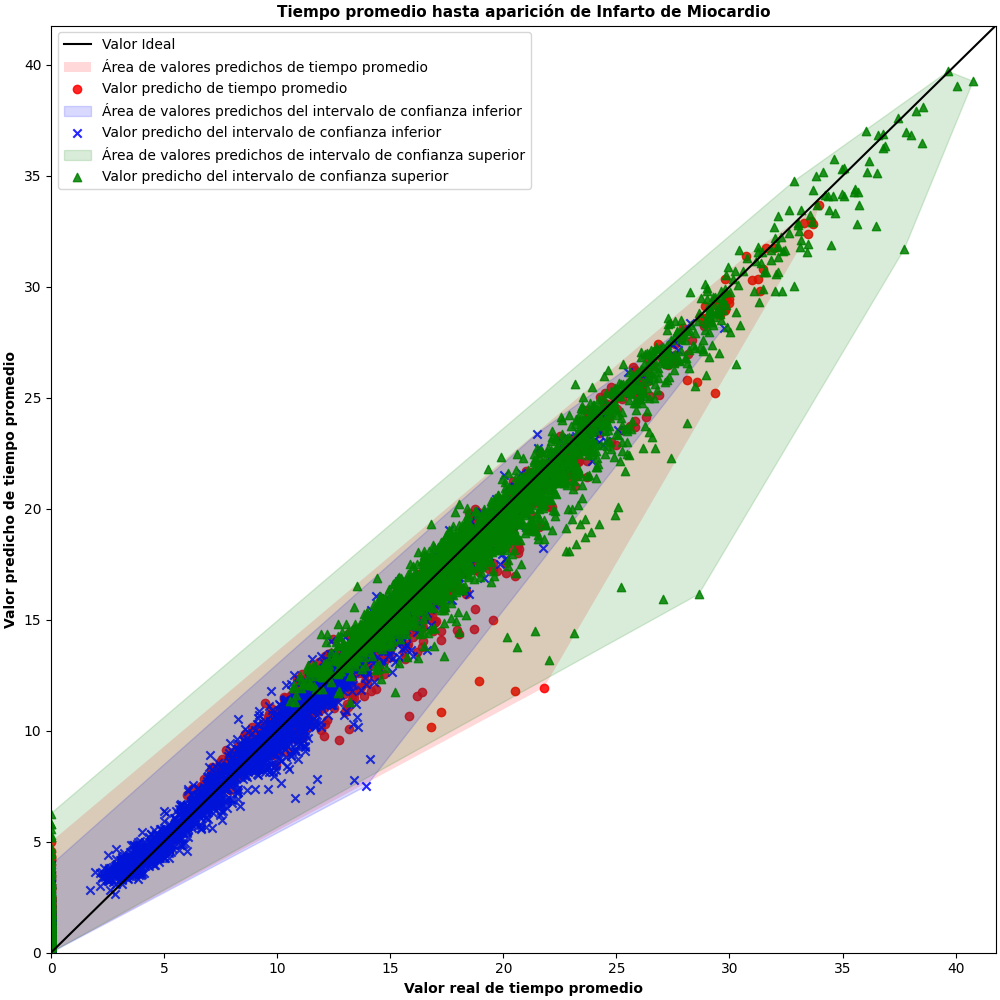 Tiempo promedio hasta aparición de Infarto de Miocardio
Valor Ideal
Área de valores predichos de tiempo promedio
Valor predicho de tiempo promedio
Área de valores predichos del intervalo de confianza inferior
Valor predicho del intervalo de confianza inferior
Área de valores predichos de intervalo de confianza superior
Valor predicho del intervalo de confianza superior
Valor predicho de tiempo promedio
40
35
30
25
20
15
10
5
0
0 5 10 15 20 25 30 35 40
Valor real de tiempo promedio